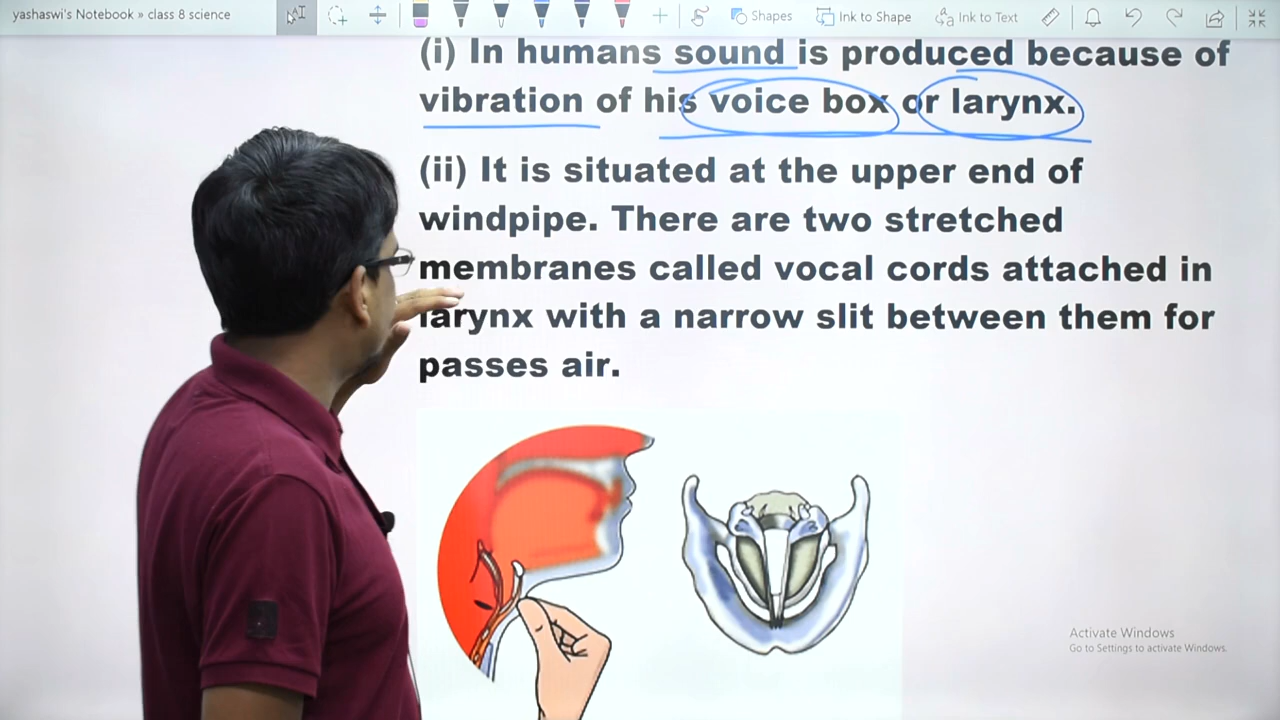 yashaswi's Notebook » class 8 science
Shapes
Ink to Shape
Ink to Text
(i) In humans sound is produced because of
vibration of his voice box or larynx.
(ii) It is situated at the upper end of
windpipe. There are two stretched
membranes called vocal cords attached in
larynx with a narrow slit between them for
passes air.
Activate Windows
Go to Settings to activate Windows.